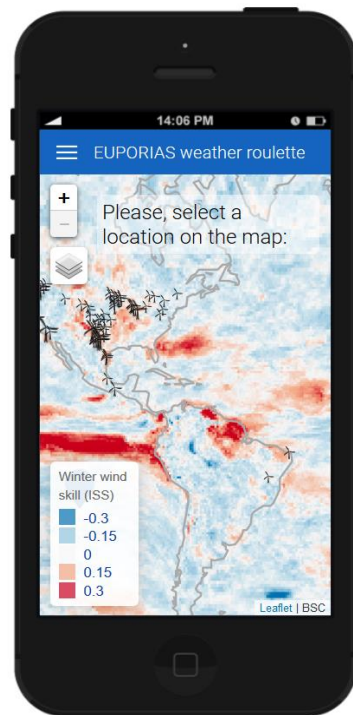 14:06 PM
EUPORIAS weather roulette
+
−
Please, select a
location on the map:
Winter wind
skill (ISS)
-0.3
-0.15
0
0.15
0.3
Leaflet | BSC